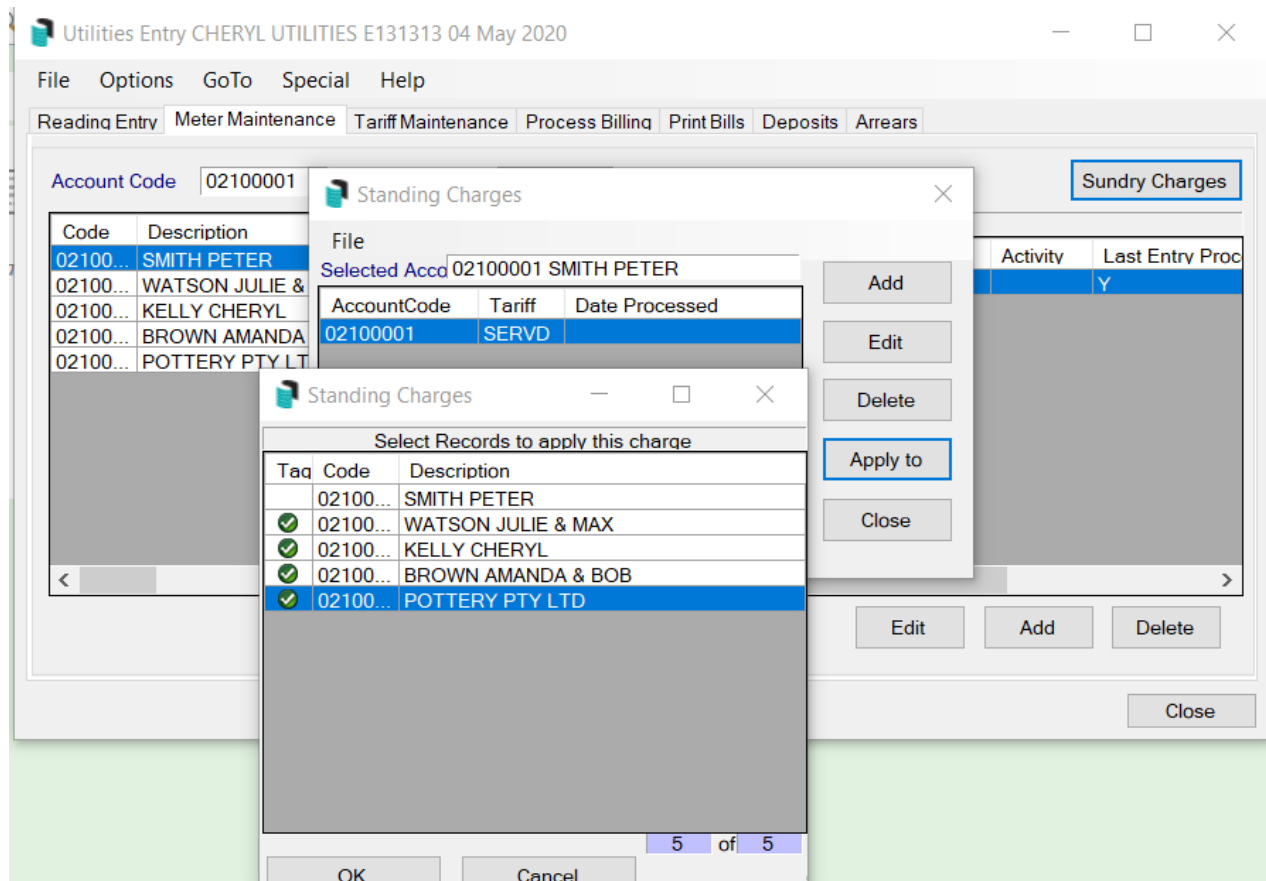 Utilities Entry CHERYL UTILITIES E131313 04 May 2020
File Options GoTo Special Help
Reading Entry Meter Maintenance Tariff Maintenance Process Billing Print Bills Deposits Arrears
Account Code 02100001
Sundry Charges
Code Description
02100... SMITH PETER
02100... WATSON JULIE &
02100... KELLY CHERYL
02100... BROWN AMANDA
02100... POTTERY PTY LT
Activity Last Entry Proc
Y
Standing Charges
File
Selected Acco 02100001 SMITH PETER
AccountCode Tariff Date Processed
02100001 SERVD
Add
Edit
Delete
Apply to
Close
Standing Charges
Select Records to apply this charge
Tag Code Description
02100... SMITH PETER
02100... WATSON JULIE & MAX
02100... KELLY CHERYL
02100... BROWN AMANDA & BOB
02100... POTTERY PTY LTD
5 of 5
OK Cancel
Edit Add Delete
Close